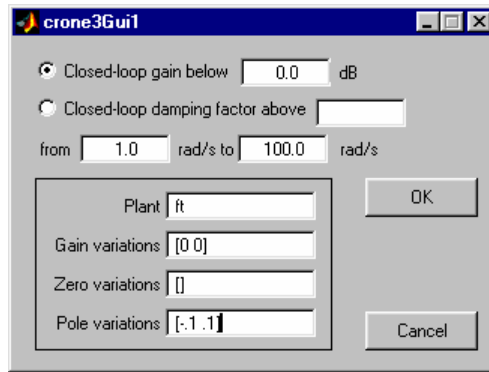 crone3Gui1
Closed-loop gain below 0.0 dB
Closed-loop damping factor above
from 1.0 rad/s to 100.0 rad/s
Plant ft
Gain variations [0 0]
Zero variations []
Pole variations [-.1 .1]
OK
Cancel